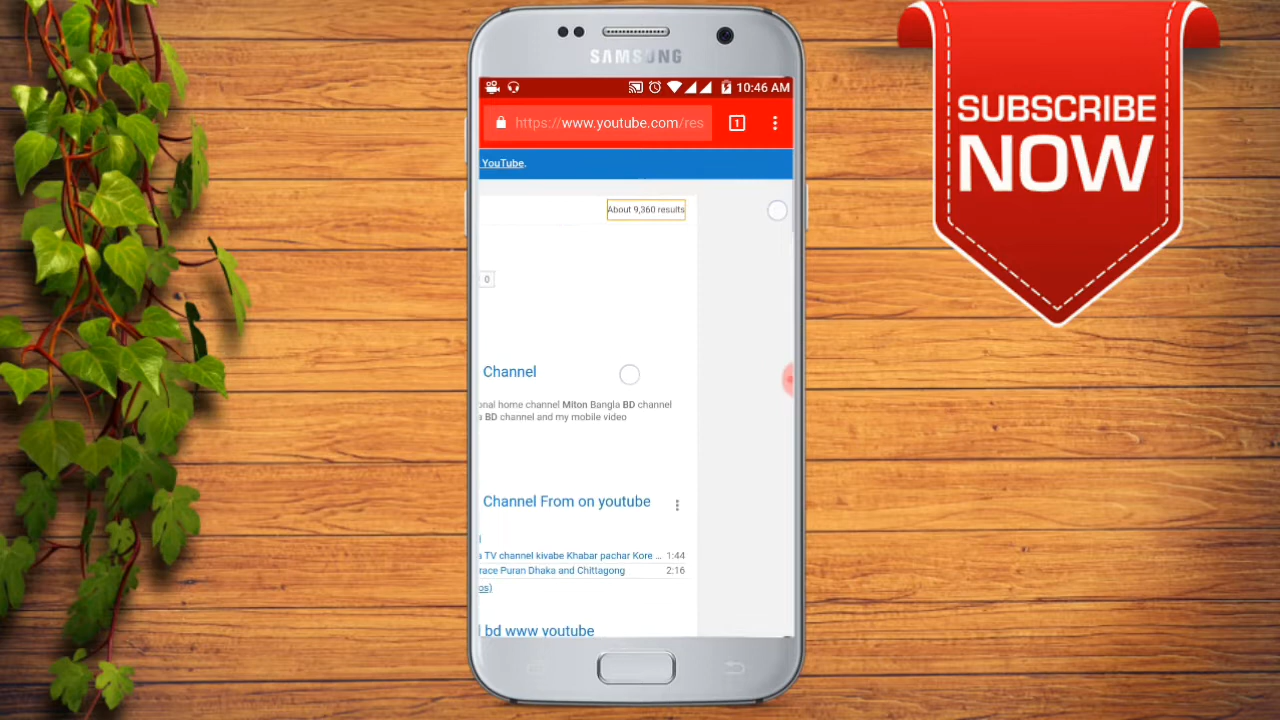 SAMSUNG
10:46 AM
https://www.youtube.com/res
1
YouTube.
About 9,360 results
0
Channel
onal home channel Miton Bangla BD channel
BD channel and my mobile video
Channel From on youtube
TV channel kivabe Khabar pachar Kore ... 1:44
race Puran Dhaka and Chittagong 2:16
os)
bd www youtube
SUBSCRIBE
NOW